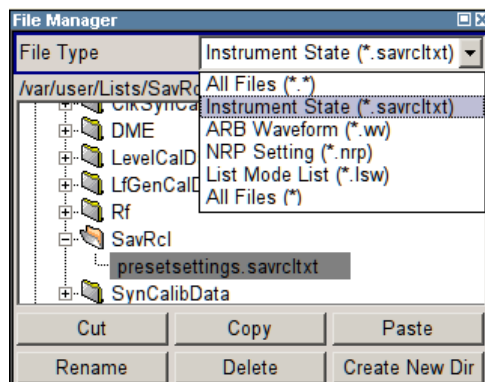 File Manager
File Type
Instrument State (*.savrcltxt)
/var/user/Lists/SavRc
All Files (*.*)
Instrument State (*.savrcltxt)
ARB Waveform (*.wv)
NRP Setting (*.nrp)
List Mode List (*.lsw)
All Files (*)
ClkSynCa
DME
LevelCalD
LfGenCalD
Rf
SavRcl
presetsettings.savrcltxt
SynCalibData
Cut
Copy
Paste
Rename
Delete
Create New Dir